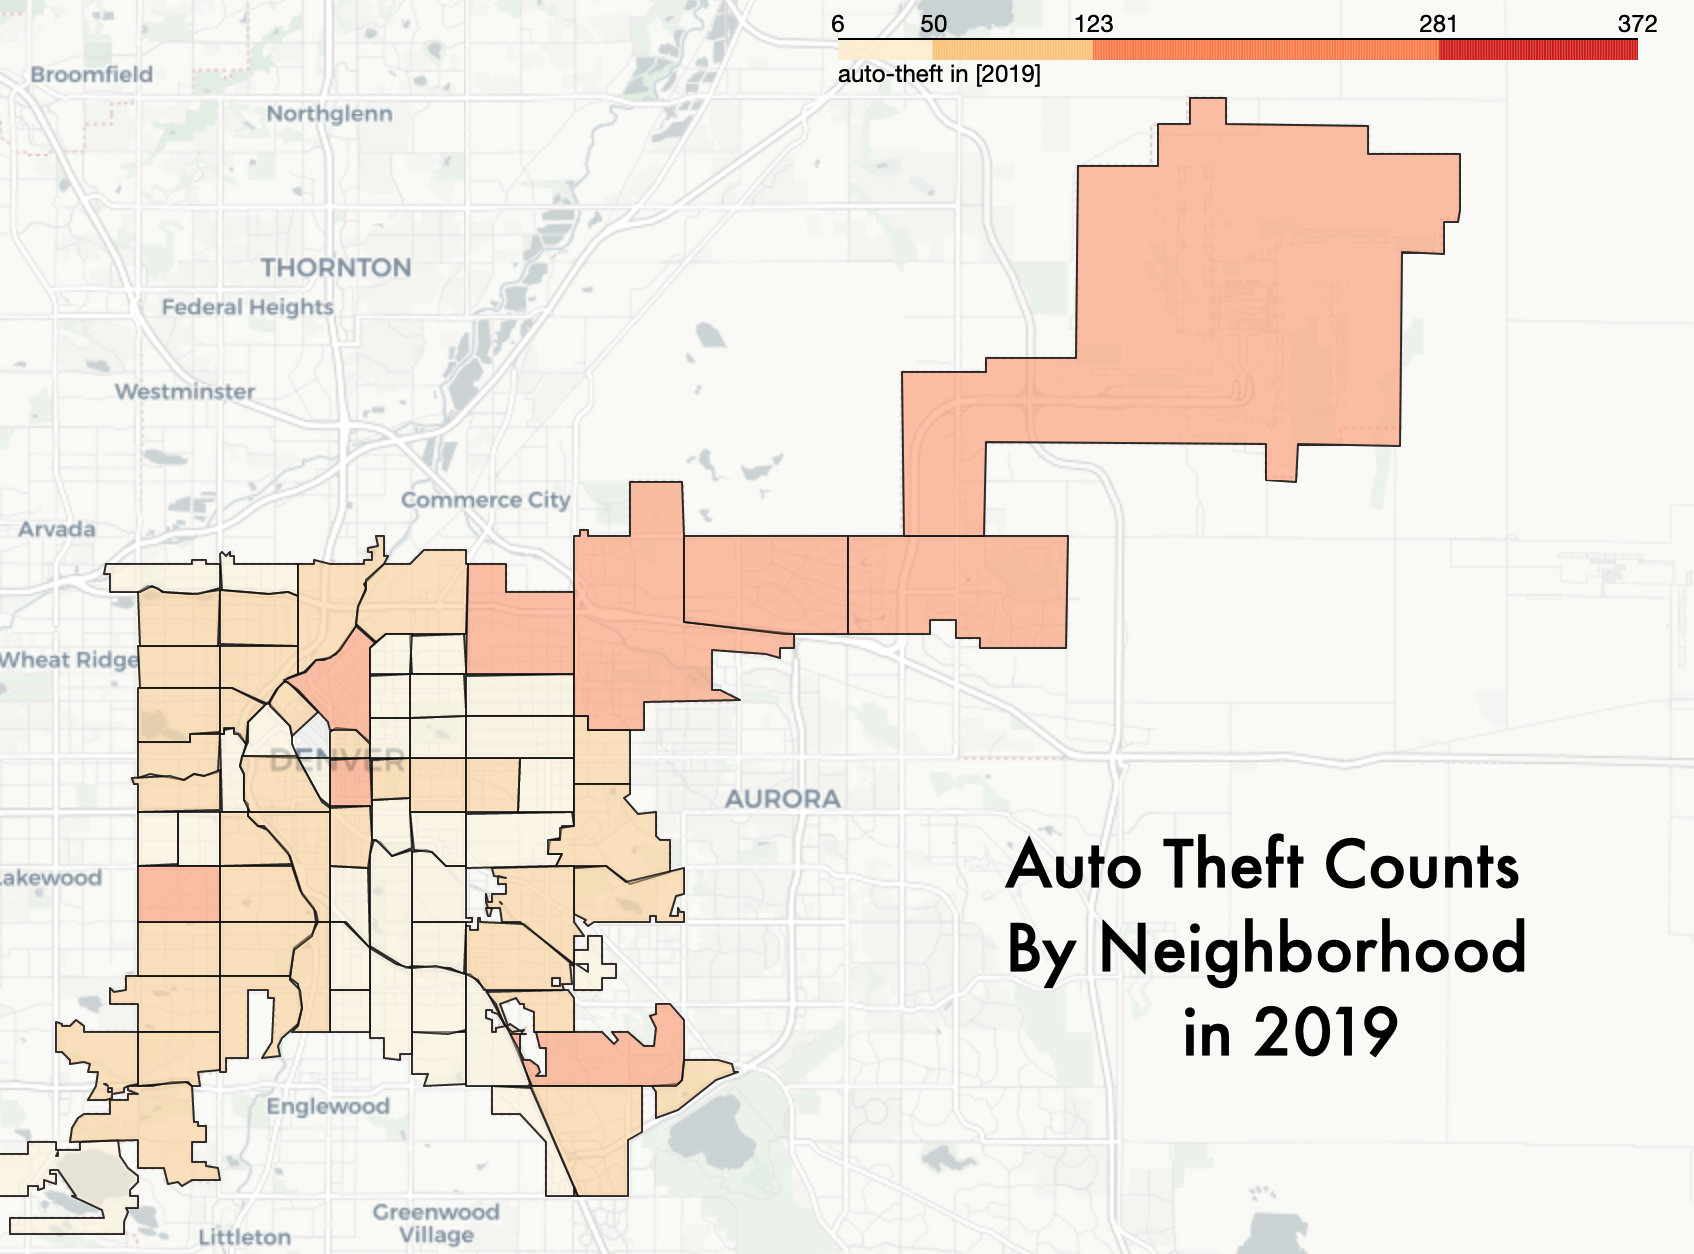 6 50 123 281 372
auto-theft in [2019]
Broomfield
Northglenn
THORNTON
Federal Heights
Westminster
Commerce City
Arvada
Wheat Ridge
DENVER
AURORA
Lakewood
Auto Theft Counts
By Neighborhood
in 2019
Englewood
Greenwood
Village
Littleton